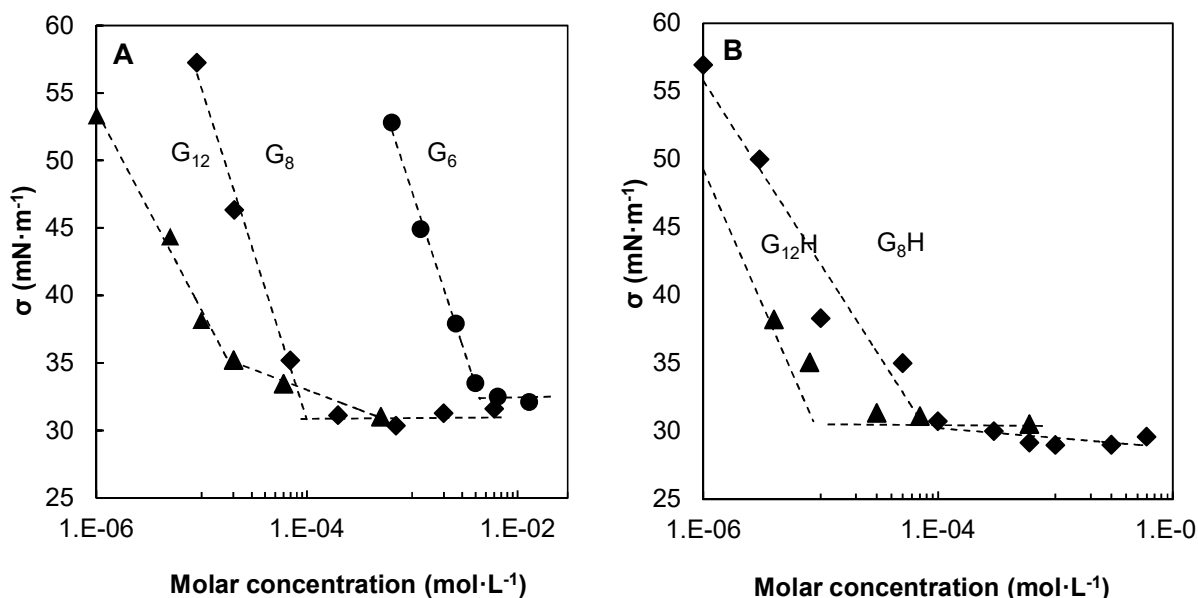 60
55
50
45
40
35
30
25
A
G₁₂
G₈
G₆
1.E-06
1.E-04
1.E-02
σ (mN·m⁻¹)
Molar concentration (mol·L⁻¹)
60
55
50
45
40
35
30
25
B
G₁₂H
G₈H
1.E-06
1.E-04
1.E-0
σ (mN·m⁻¹)
Molar concentration (mol·L⁻¹)